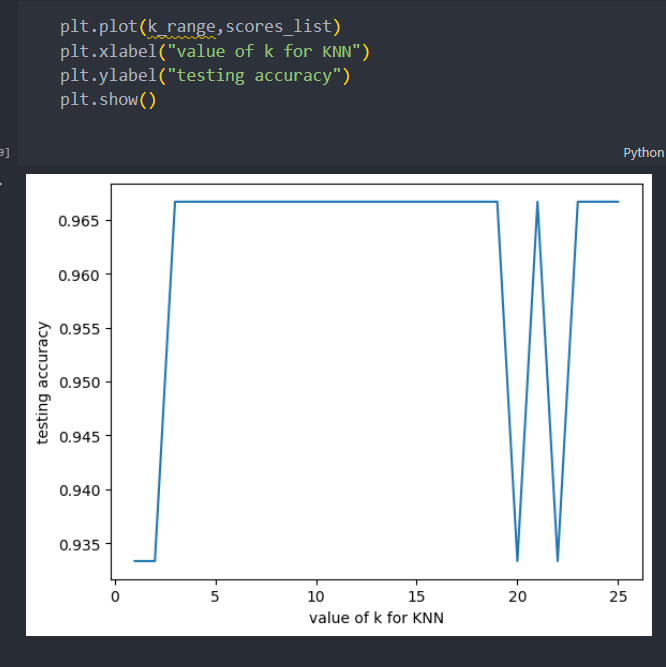 plt.plot(k_range,scores_list)
plt.xlabel("value of k for KNN")
plt.ylabel("testing accuracy")
plt.show()
9]
Python
0.965
0.960
0.955
0.950
0.945
0.940
0.935
testing accuracy
0 5 10 15 20 25
value of k for KNN